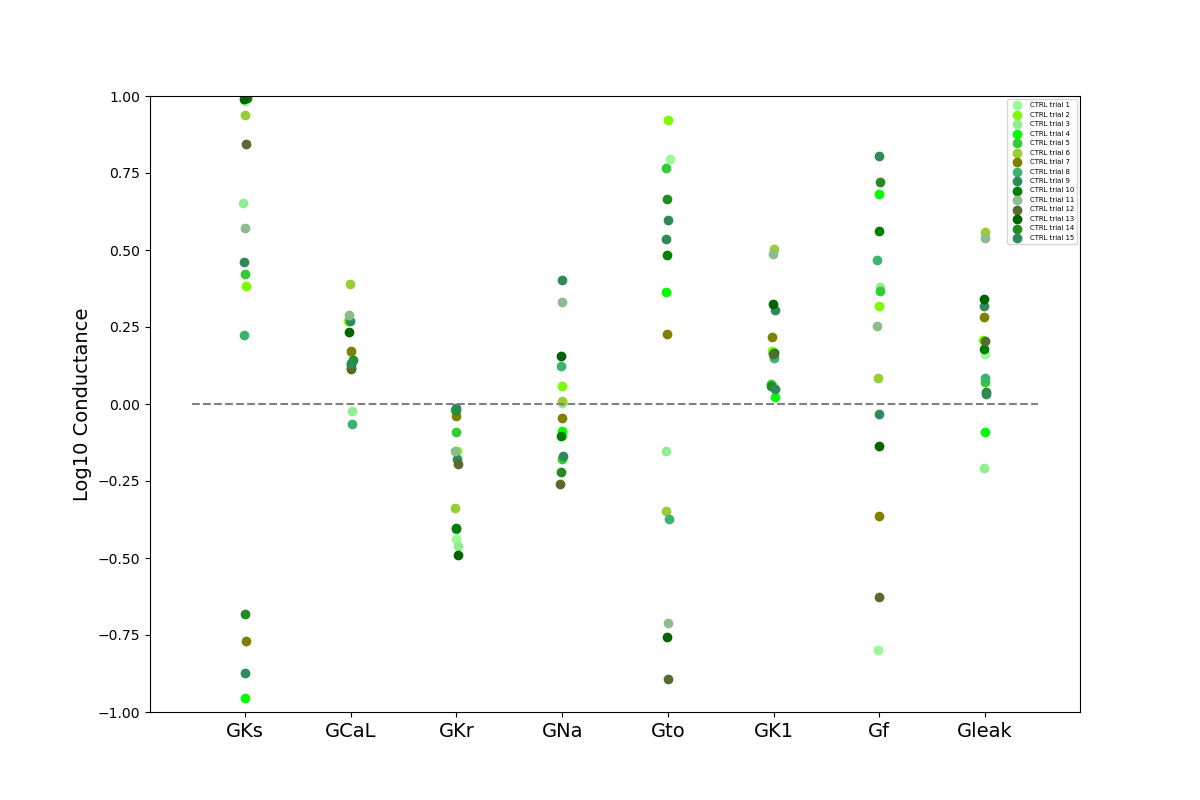 Log10 Conductance
1.00
0.75
0.50
0.25
0.00
−0.25
−0.50
−0.75
−1.00
GKs GCaL GKr GNa Gto GK1 Gf Gleak
CTRL trial 1
CTRL trial 2
CTRL trial 3
CTRL trial 4
CTRL trial 5
CTRL trial 6
CTRL trial 7
CTRL trial 8
CTRL trial 9
CTRL trial 10
CTRL trial 11
CTRL trial 12
CTRL trial 13
CTRL trial 14
CTRL trial 15